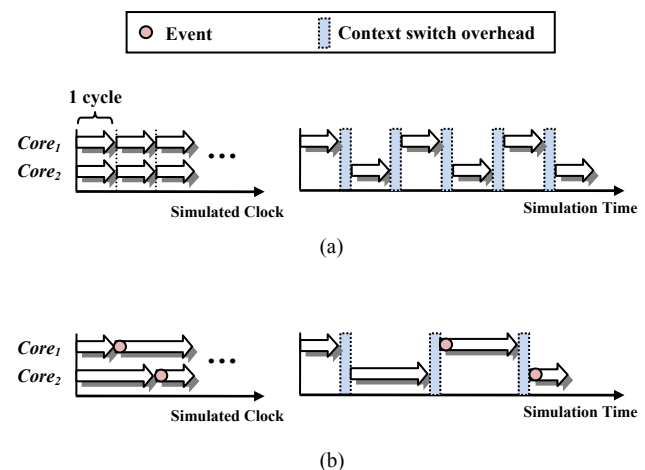 Event
Context switch overhead
1 cycle
Core1
Core2
...
Simulated Clock
Simulation Time
(a)
Core1
Core2
...
Simulated Clock
Simulation Time
(b)